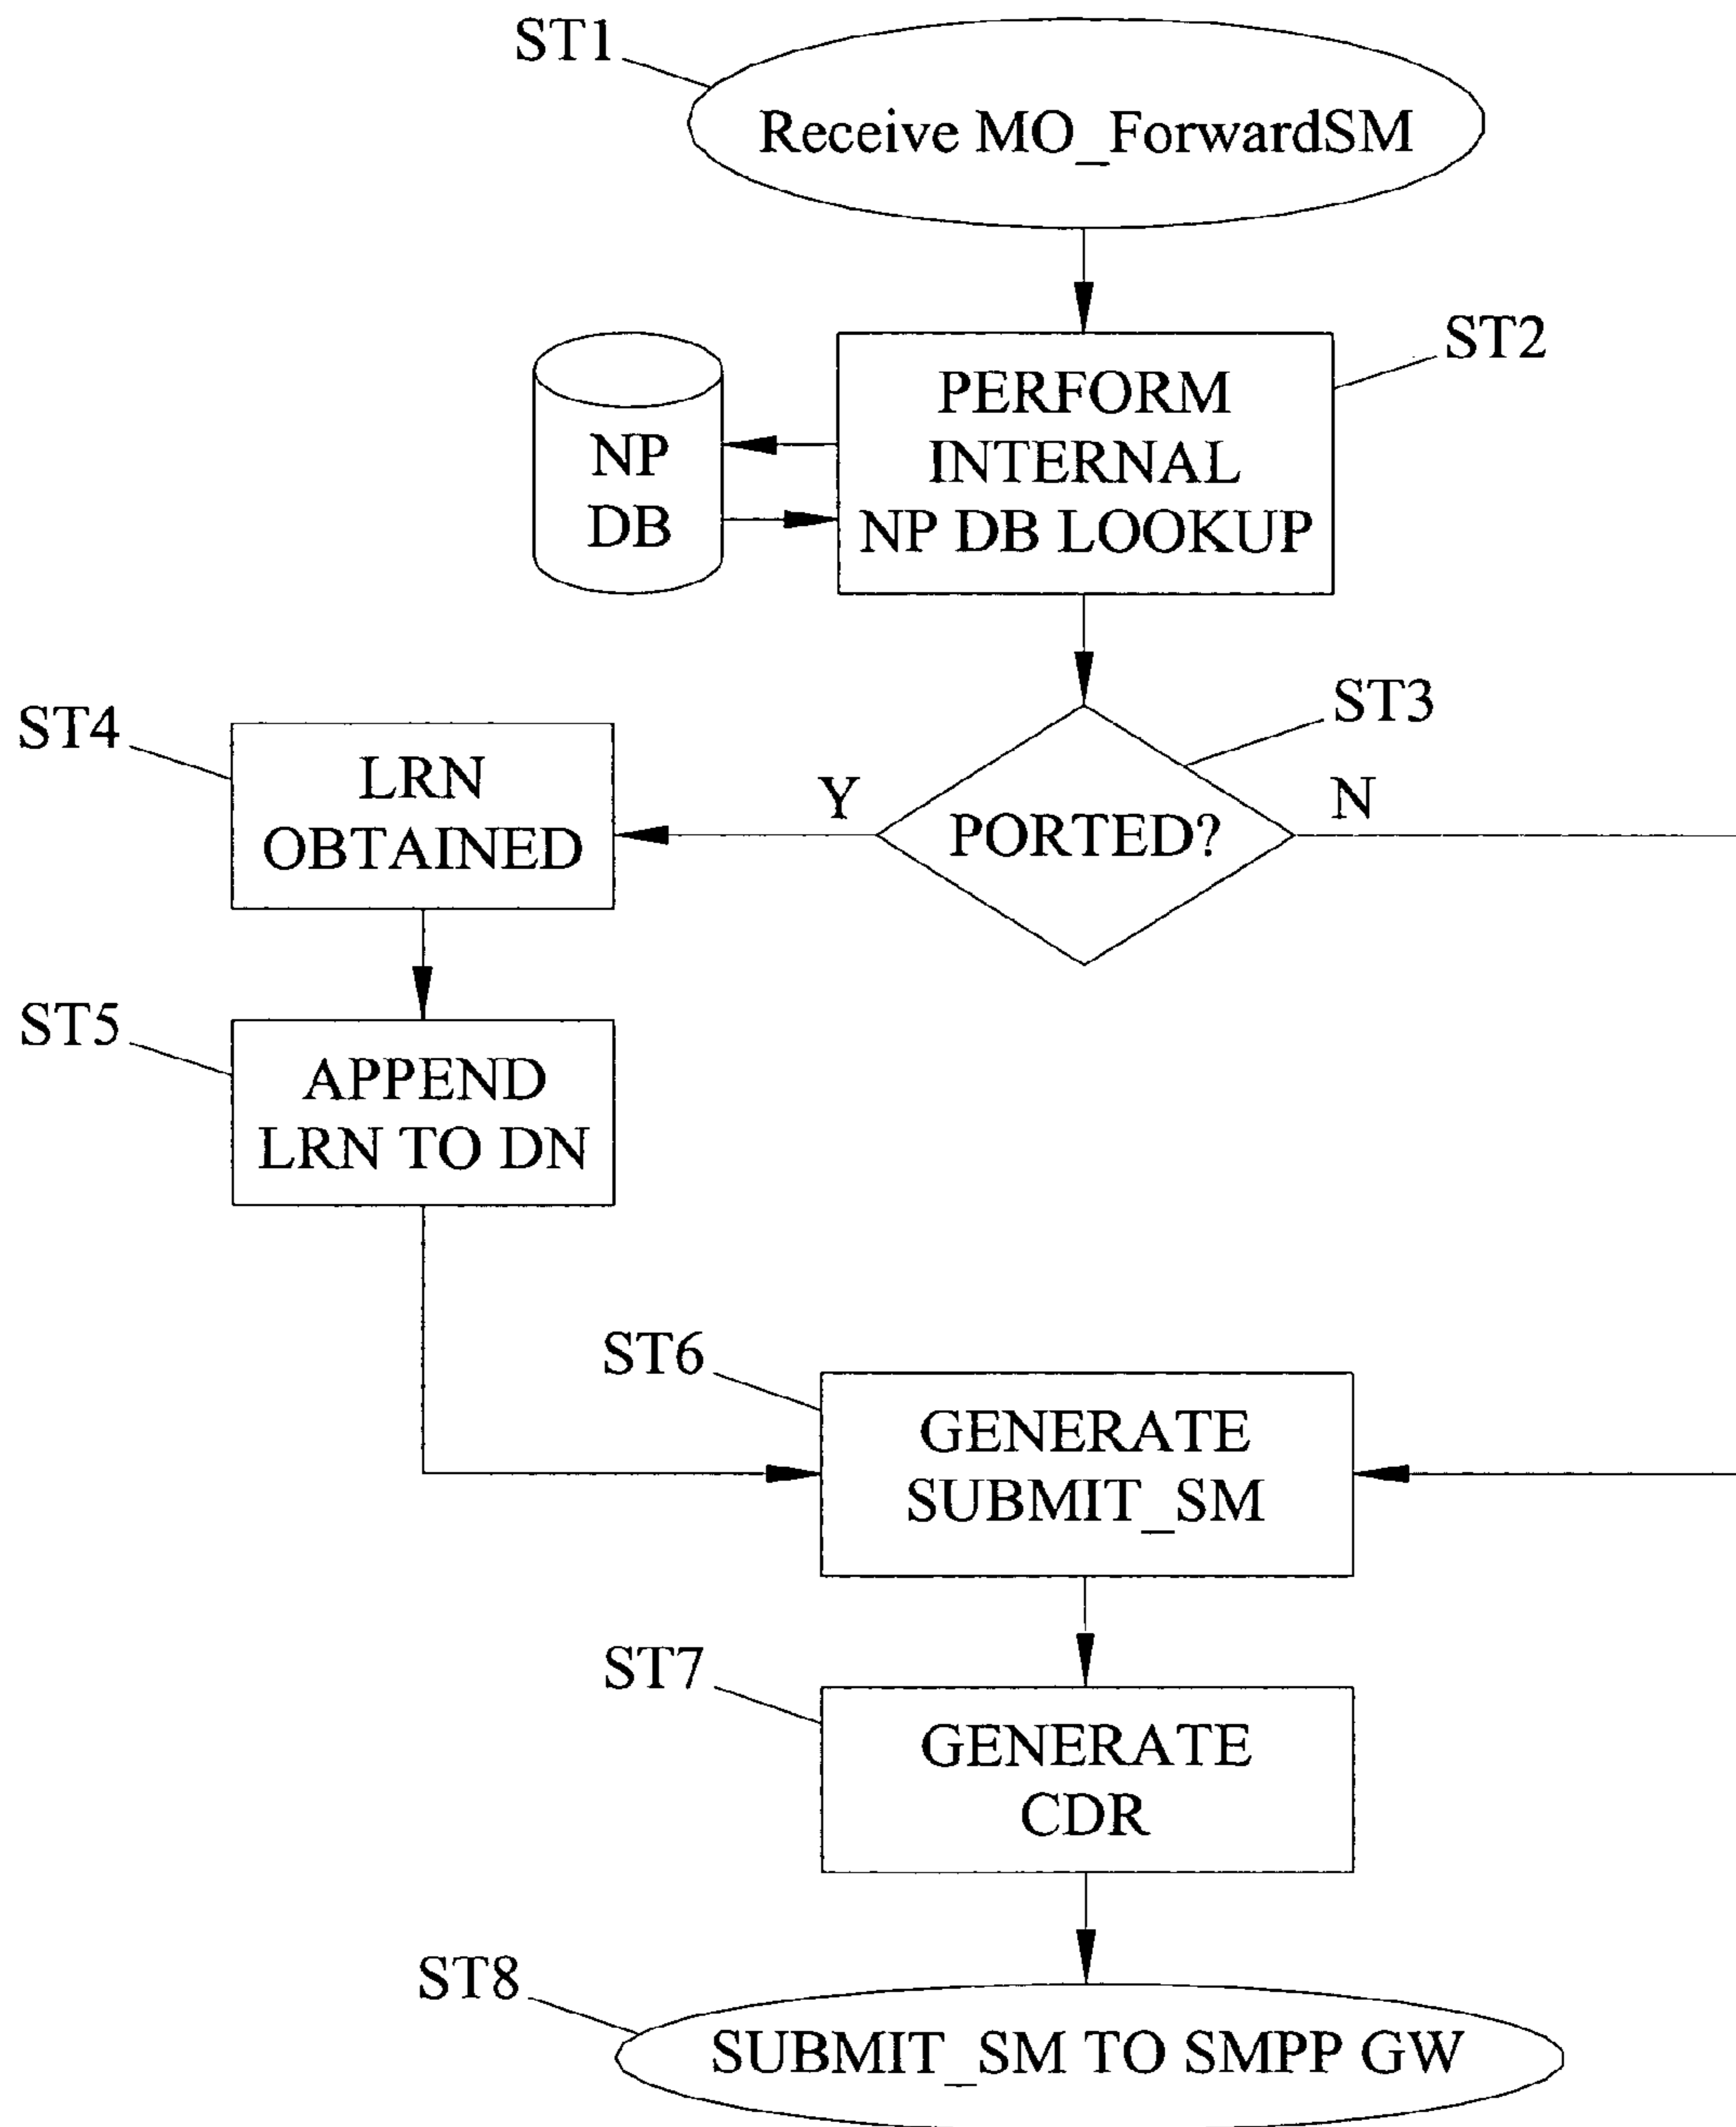 ST1
Receive MO_ForwardSM
ST2
PERFORM
INTERNAL
NP DB LOOKUP
NP
DB
ST3
PORTED?
Y
N
ST4
LRN
OBTAINED
ST5
APPEND
LRN TO DN
ST6
GENERATE
SUBMIT_SM
ST7
GENERATE
CDR
ST8
SUBMIT_SM TO SMPP GW